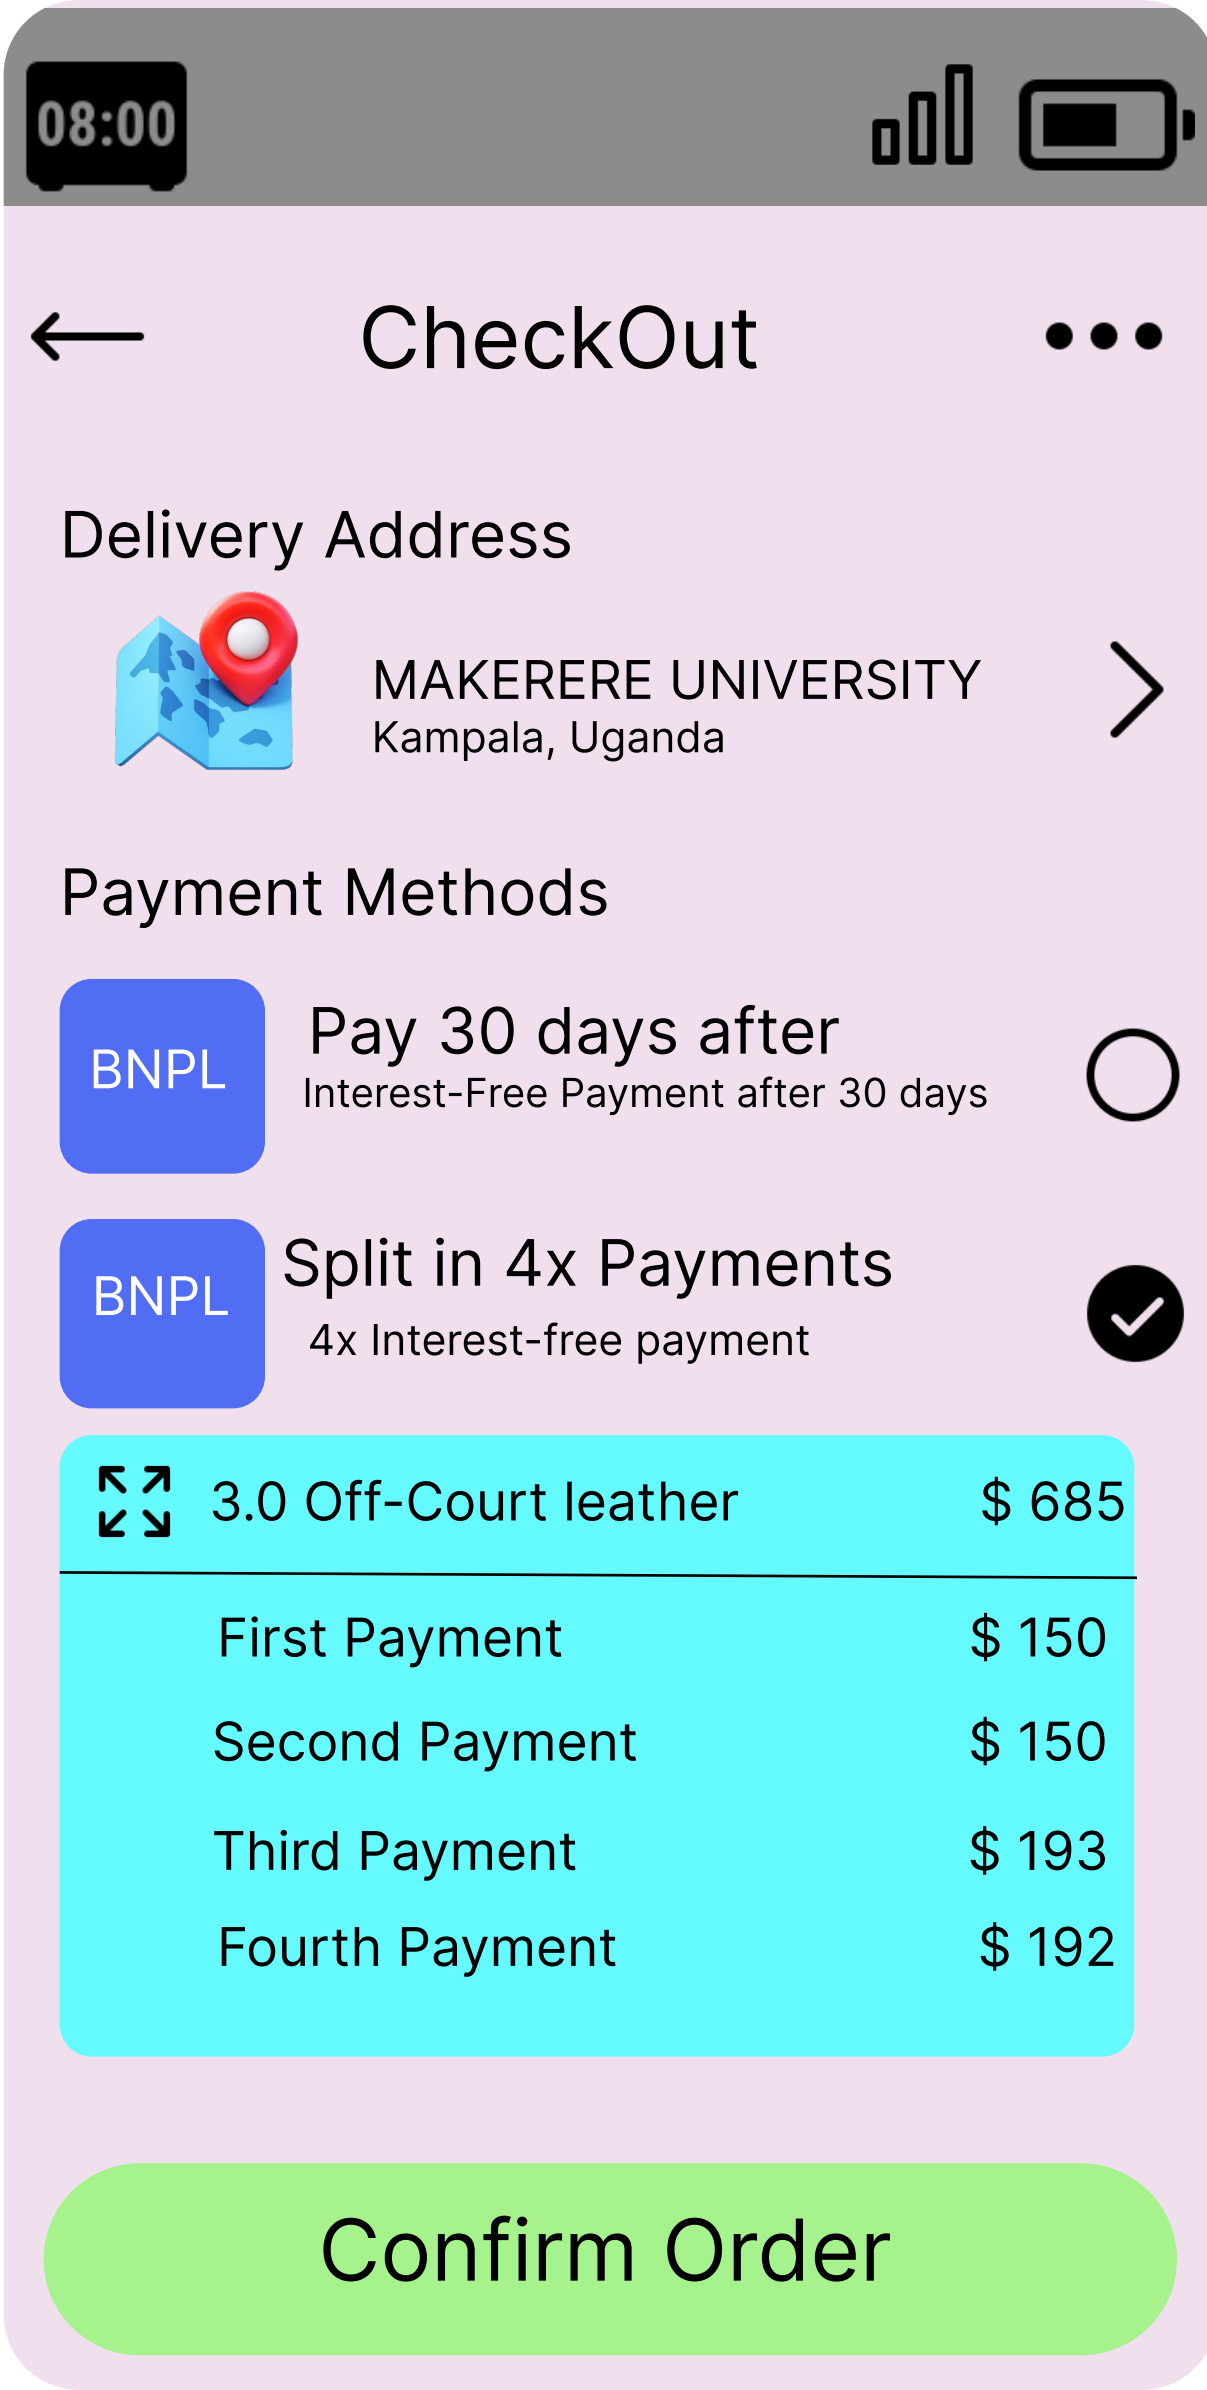 08:00
CheckOut
Delivery Address
MAKERERE UNIVERSITY
Kampala, Uganda
Payment Methods
BNPL
Pay 30 days after
Interest-Free Payment after 30 days
BNPL
Split in 4x Payments
4x Interest-free payment
3.0 Off-Court leather $ 685
First Payment $ 150
Second Payment $ 150
Third Payment $ 193
Fourth Payment $ 192
Confirm Order